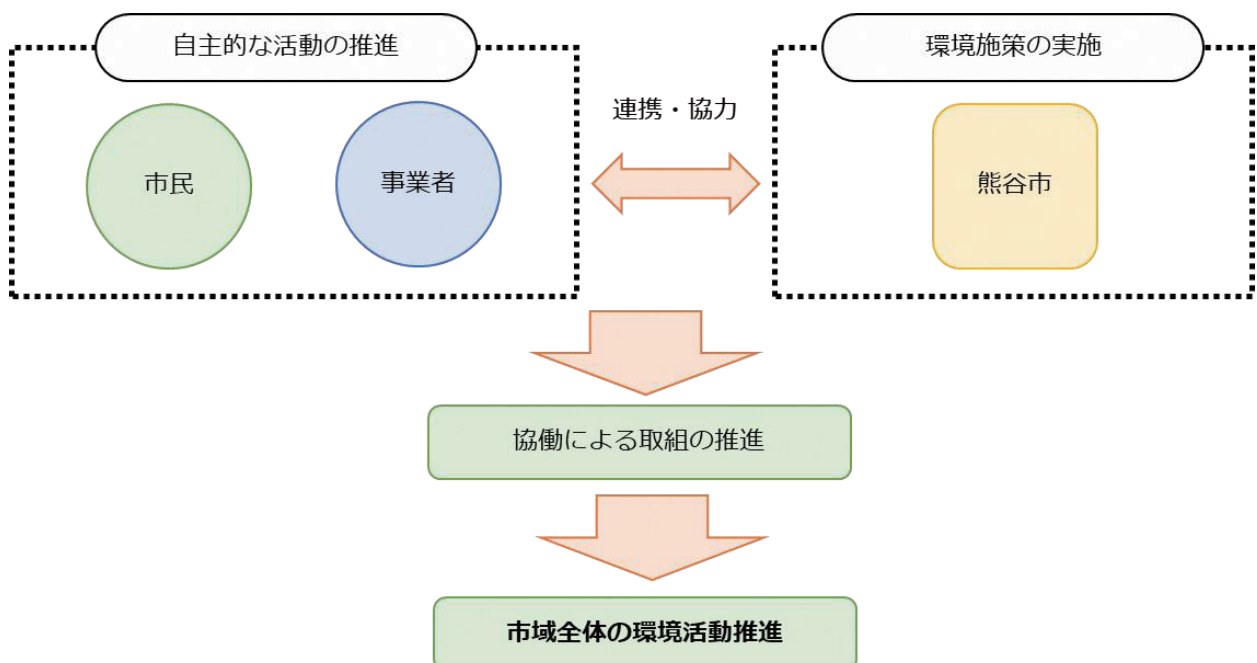 自主的な活動の推進
環境施策の実施
連携・協力
市民
事業者
熊谷市
協働による取組の推進
市域全体の環境活動推進